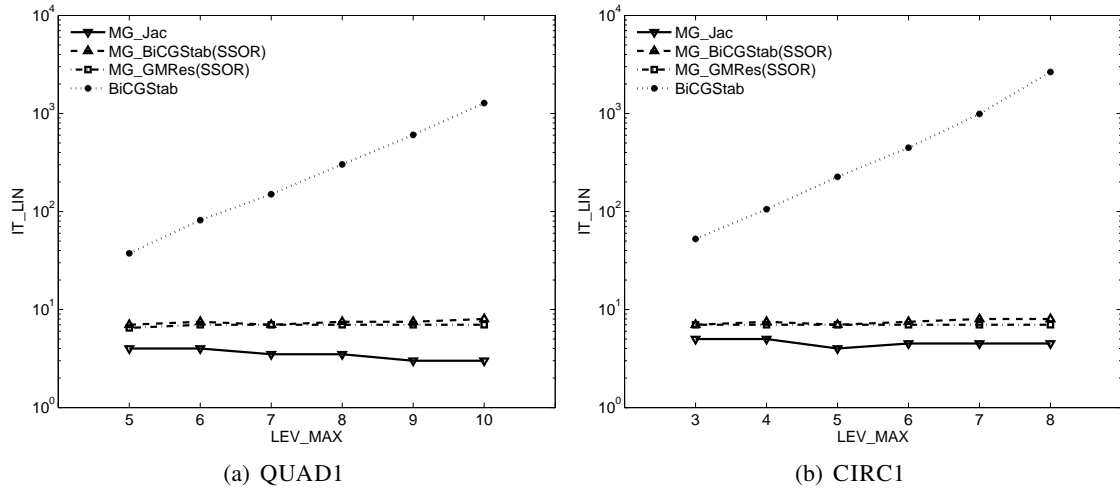 10^4
10^3
10^2
10^1
10^0
IT_LIN
MG_Jac
MG_BiCGStab(SSOR)
MG_GMRes(SSOR)
BiCGStab
5 6 7 8 9 10
LEV_MAX
(a) QUAD1
10^4
10^3
10^2
10^1
10^0
IT_LIN
MG_Jac
MG_BiCGStab(SSOR)
MG_GMRes(SSOR)
BiCGStab
3 4 5 6 7 8
LEV_MAX
(b) CIRC1